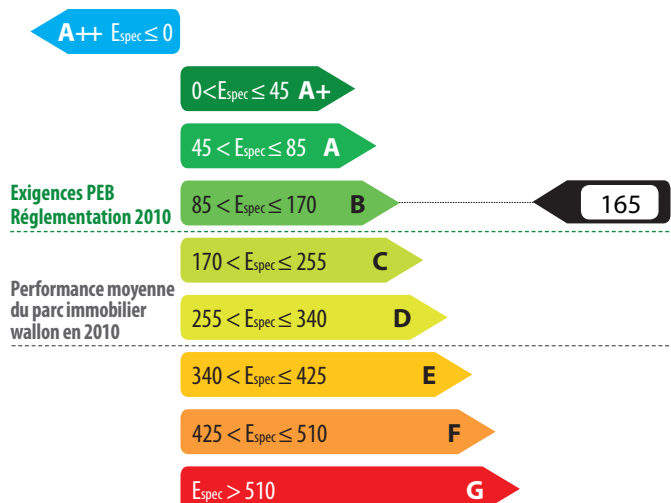 A++ Espec ≤ 0
0<Espec ≤ 45 A+
45 < Espec ≤ 85 A
Exigences PEB
Réglementation 2010
85 < Espec ≤ 170 B
165
170 < Espec ≤ 255 C
Performance moyenne
du parc immobilier
wallon en 2010
255 < Espec ≤ 340 D
340 < Espec ≤ 425 E
425 < Espec ≤ 510 F
Espec > 510 G